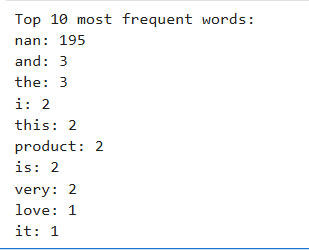 Top 10 most frequent words:
nan: 195
and: 3
the: 3
i: 2
this: 2
product: 2
is: 2
very: 2
love: 1
it: 1